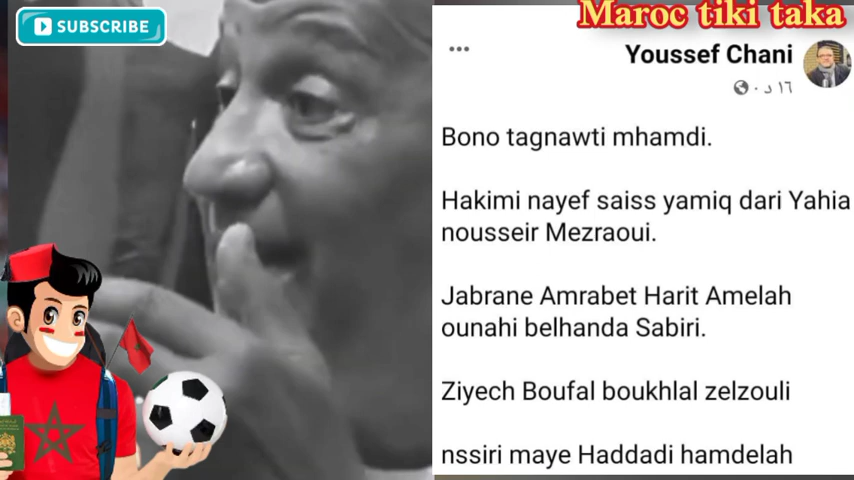 SUBSCRIBE
Maroc tiki taka
Youssef Chani
١٦ د ·
Bono tagnawti mhamdi.
Hakimi nayef saiss yamiq dari Yahia
nousseir Mezraoui.
Jabrane Amrabet Harit Amelah
ounahi belhanda Sabiri.
Ziyech Boufal boukhlal zelzouli
nssiri maye Haddadi hamdelah